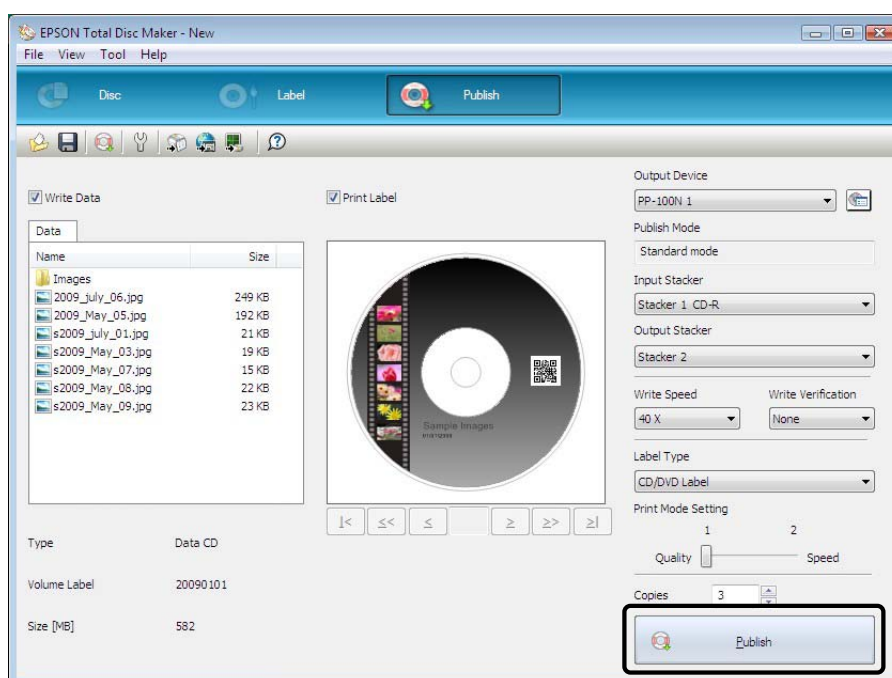 EPSON Total Disc Maker - New
File View Tool Help
Disc
Label
Publish
Write Data
Data
Name Size
Images
2009_july_06.jpg 249 KB
2009_May_05.jpg 192 KB
s2009_july_01.jpg 21 KB
s2009_May_03.jpg 19 KB
s2009_May_07.jpg 15 KB
s2009_May_08.jpg 22 KB
s2009_May_09.jpg 23 KB
Type Data CD
Volume Label 20090101
Size [MB] 582
Print Label
Sample Images
|< << < > >> >|
Output Device
PP-100N 1
Publish Mode
Standard mode
Input Stacker
Stacker 1 CD-R
Output Stacker
Stacker 2
Write Speed Write Verification
40 X None
Label Type
CD/DVD Label
Print Mode Setting
1 2
Quality Speed
Copies 3
Publish